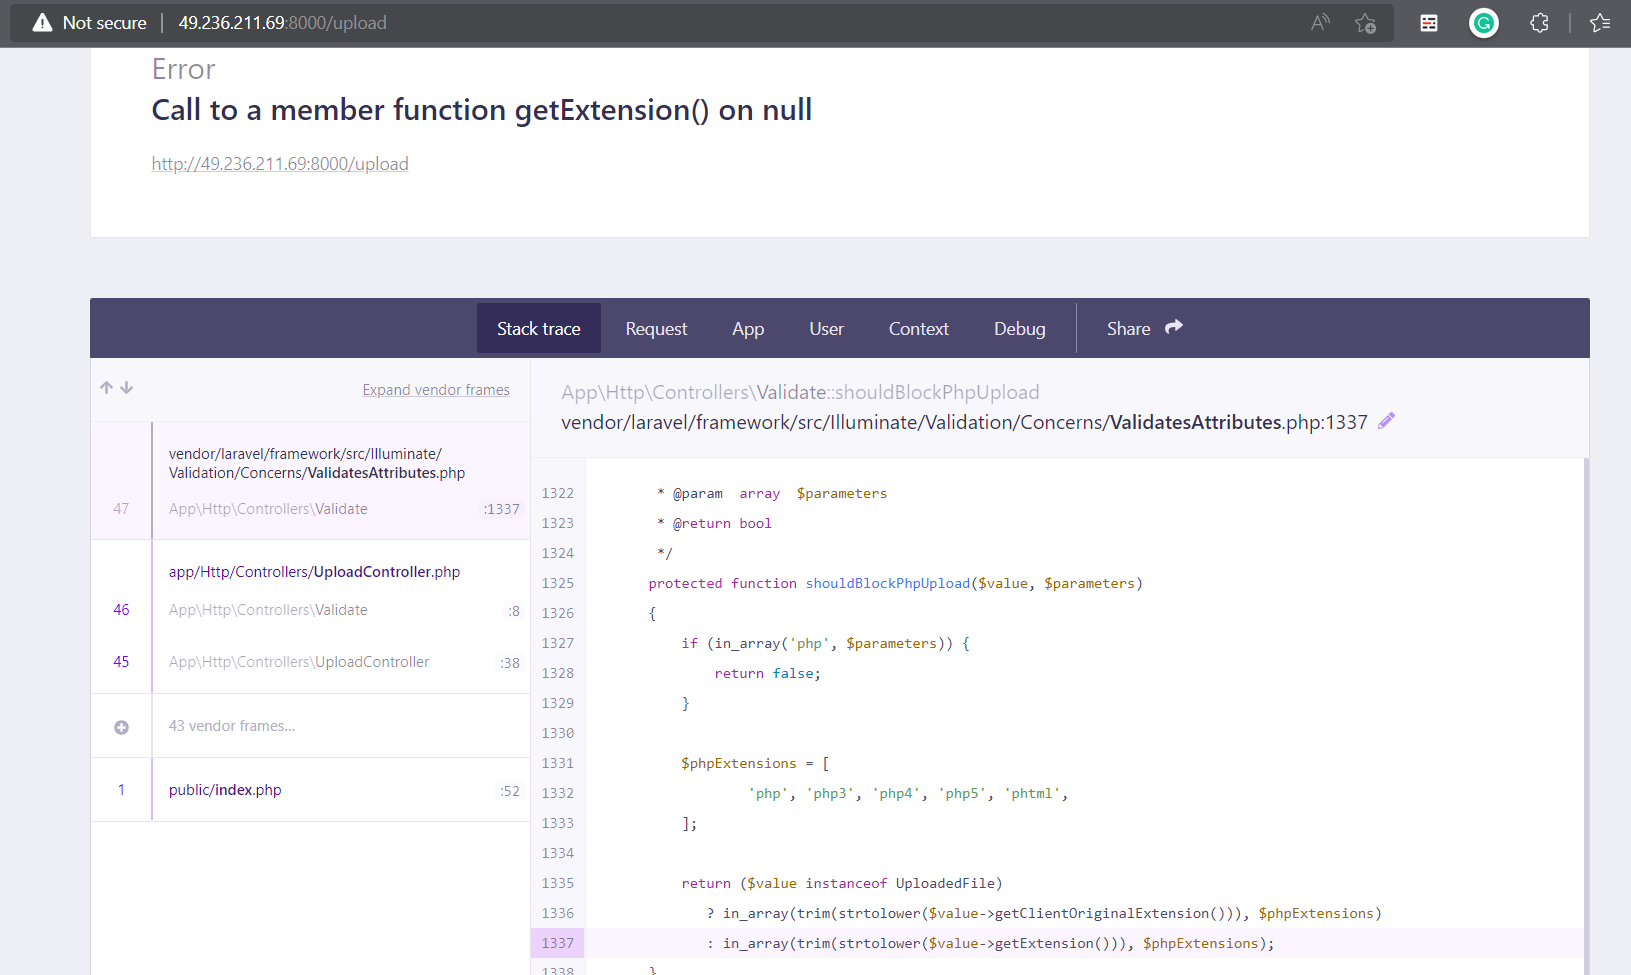 Not secure | 49.236.211.69:8000/upload
Error
Call to a member function getExtension() on null
http://49.236.211.69:8000/upload
Stack trace Request App User Context Debug Share
Expand vendor frames
vendor/laravel/framework/src/Illuminate/
Validation/Concerns/ValidatesAttributes.php
47 App\Http\Controllers\Validate :1337
app/Http/Controllers/UploadController.php
46 App\Http\Controllers\Validate :8
45 App\Http\Controllers\UploadController :38
43 vendor frames...
1 public/index.php :52
App\Http\Controllers\Validate::shouldBlockPhpUpload
vendor/laravel/framework/src/Illuminate/Validation/Concerns/ValidatesAttributes.php:1337
1322 * @param  array  $parameters
1323 * @return bool
1324 */
1325 protected function shouldBlockPhpUpload($value, $parameters)
1326 {
1327 if (in_array('php', $parameters)) {
1328 return false;
1329 }
1330
1331 $phpExtensions = [
1332 'php', 'php3', 'php4', 'php5', 'phtml',
1333 ];
1334
1335 return ($value instanceof UploadedFile)
1336 ? in_array(trim(strtolower($value->getClientOriginalExtension())), $phpExtensions)
1337 : in_array(trim(strtolower($value->getExtension())), $phpExtensions);
1338 }